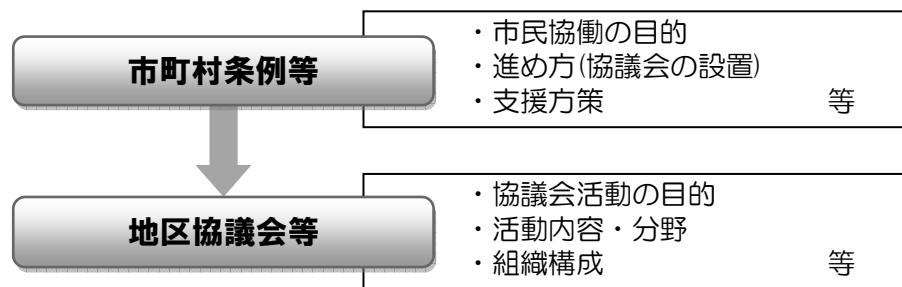 市町村条例等
・市民協働の目的
・進め方(協議会の設置)
・支援方策 等
地区協議会等
・協議会活動の目的
・活動内容・分野
・組織構成 等